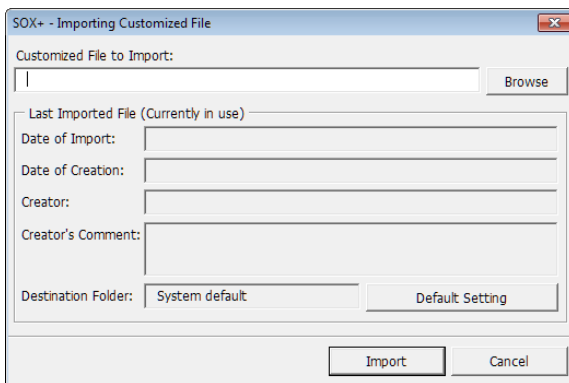 SOX+ - Importing Customized File
Customized File to Import:
Browse
Last Imported File (Currently in use)
Date of Import:
Date of Creation:
Creator:
Creator's Comment:
Destination Folder: System default Default Setting
Import Cancel